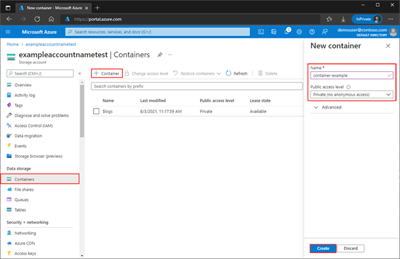 New container - Microsoft Azure
https://portal.azure.com
InPrivate
Microsoft Azure
Search resources, services, and docs (G+/)
demouser@contoso.com
DEFAULT DIRECTORY
Home > exampleaccountnametest
exampleaccountnametest | Containers
Storage account
Search (Ctrl+/)
Overview
Activity log
Tags
Diagnose and solve problems
Access Control (IAM)
Data migration
Events
Storage browser (preview)
Data storage
Containers
File shares
Queues
Tables
Security + networking
Networking
Azure CDN
Access keys
+ Container
Change access level
Restore containers
Refresh
Delete
Search containers by prefix
Name
Last modified
Public access level
Lease state
$logs
8/3/2021, 11:17:59 AM
Private
Available
New container
Name *
container-example
Public access level
Private (no anonymous access)
Advanced
Create
Discard